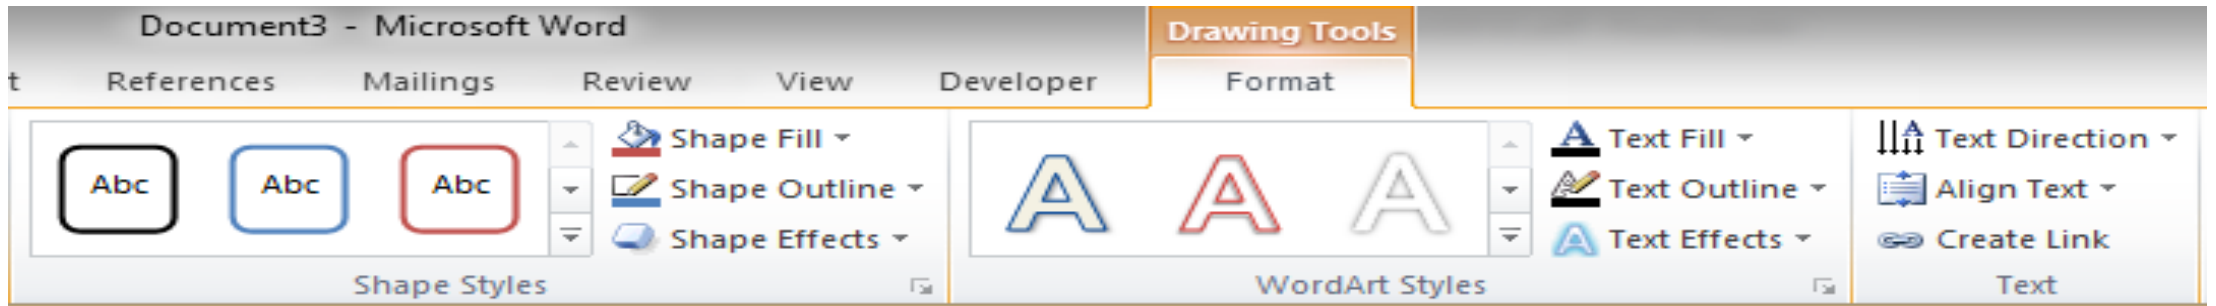 Document3 - Microsoft Word
Drawing Tools
t References Mailings Review View Developer Format
Abc Abc Abc
Shape Fill
Shape Outline
Shape Effects
Shape Styles
A A A
Text Fill
Text Outline
Text Effects
WordArt Styles
Text Direction
Align Text
Create Link
Text